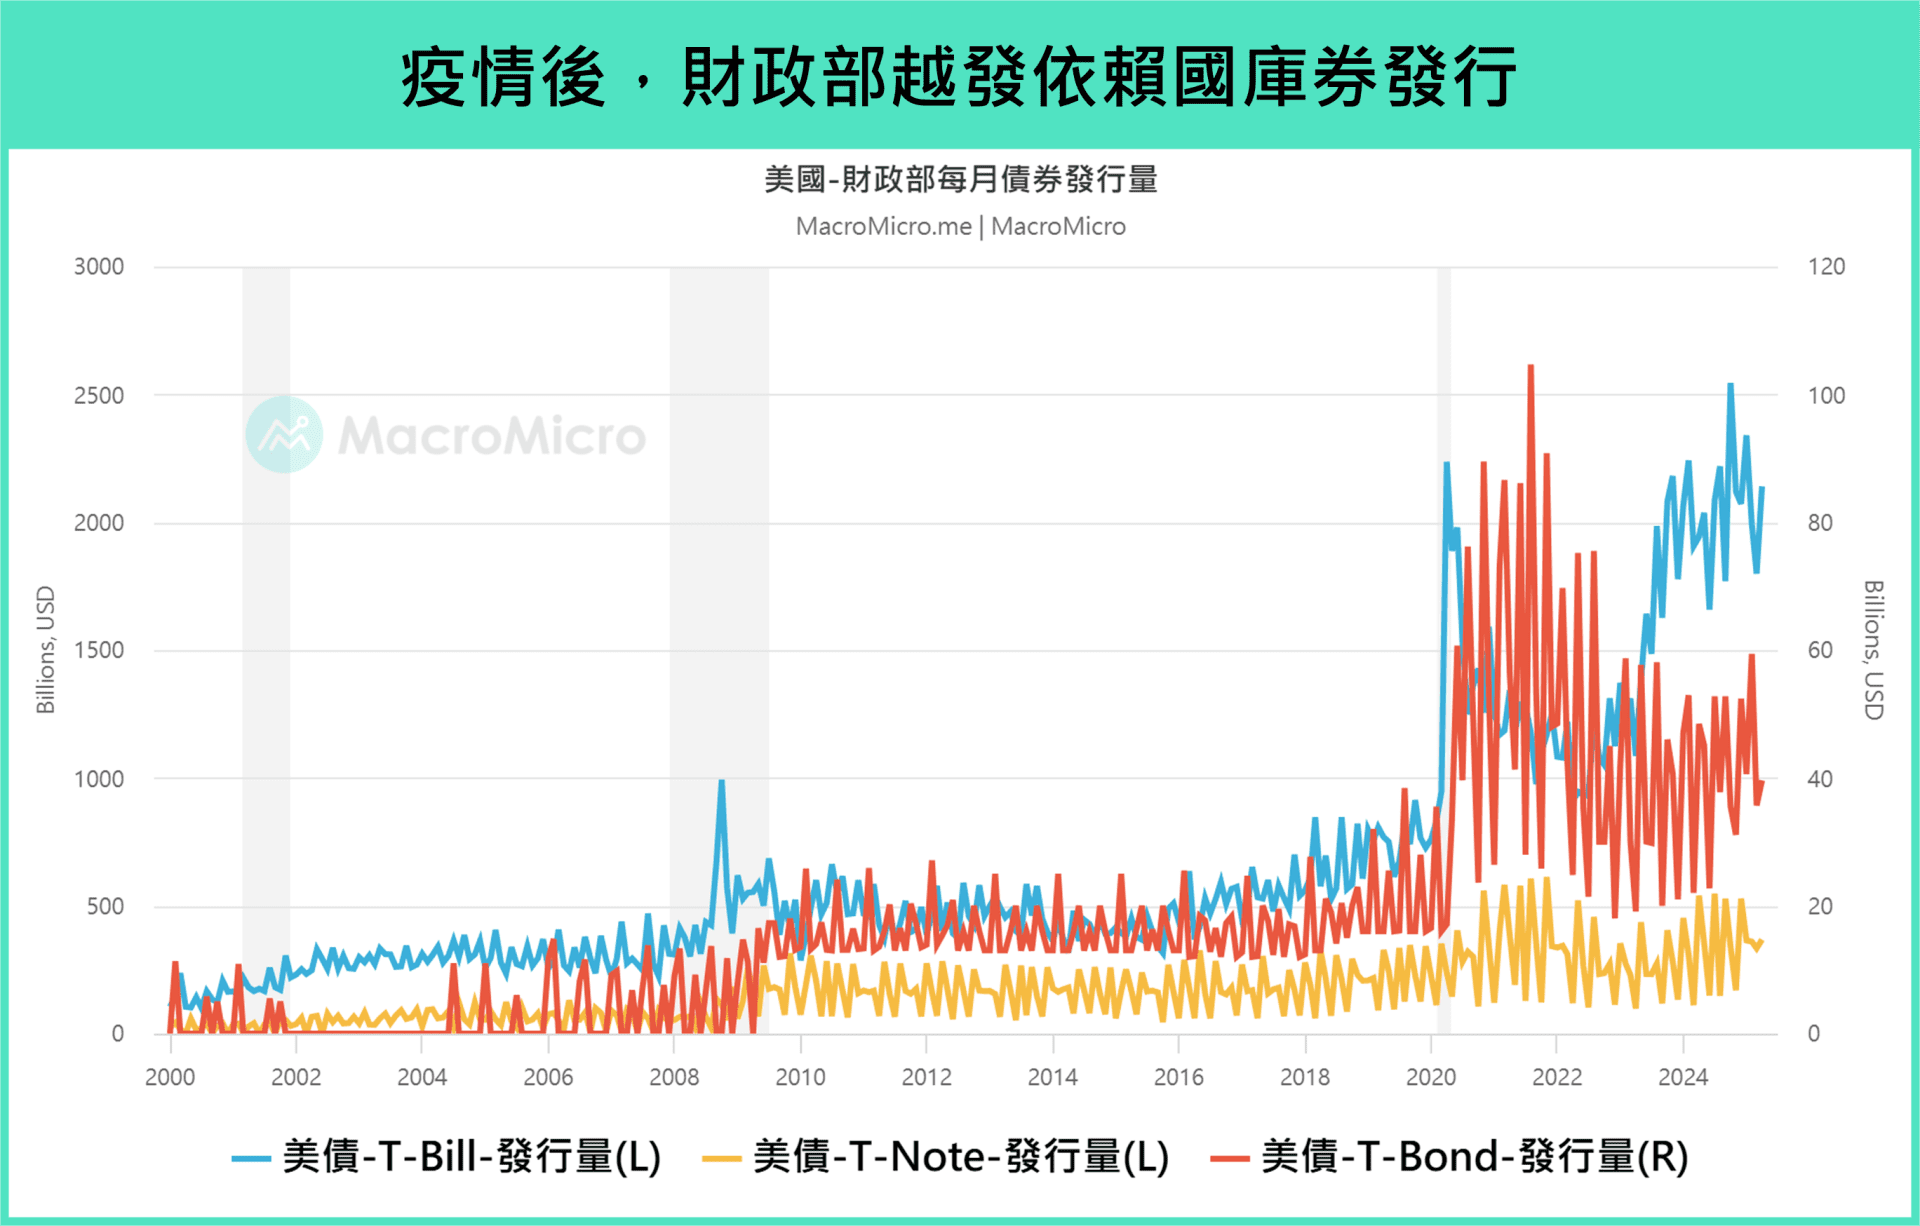 疫情後，財政部越發依賴國庫券發行
美國-財政部每月債券發行量
MacroMicro.me | MacroMicro
3000
2500
2000
1500
1000
500
0
Billions, USD
120
100
80
60
40
20
0
Billions, USD
MacroMicro
2000 2002 2004 2006 2008 2010 2012 2014 2016 2018 2020 2022 2024
美債-T-Bill-發行量(L) 美債-T-Note-發行量(L) 美債-T-Bond-發行量(R)